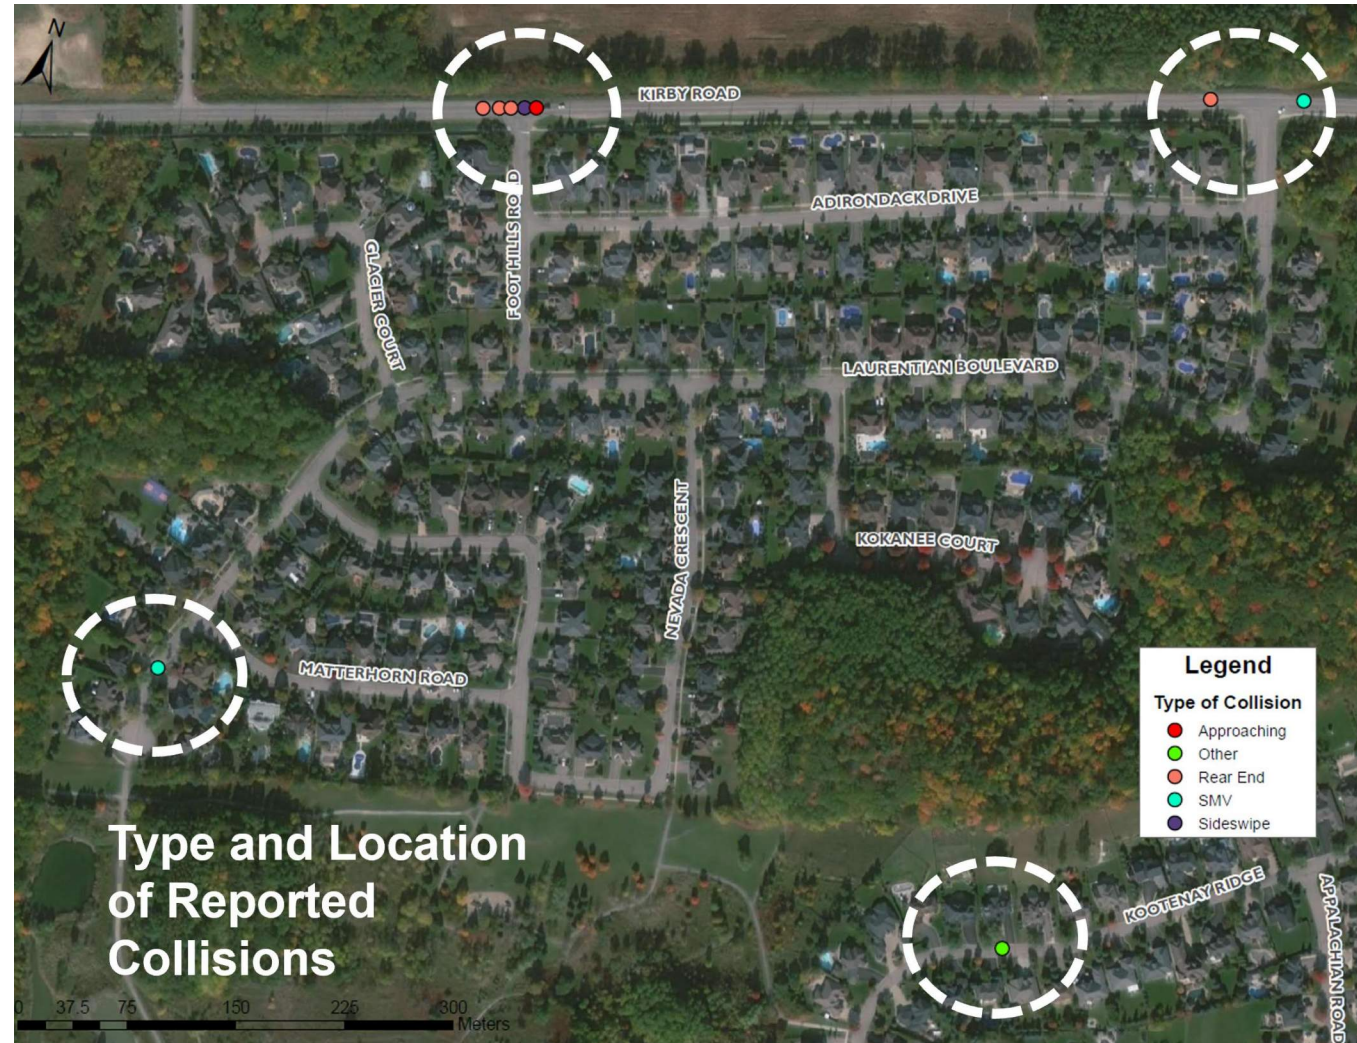 N
KIRBY ROAD
ADIRONDACK DRIVE
FOOTHILLS ROAD
GLACIER COURT
LAURENTIAN BOULEVARD
NEVADA CRESCENT
KOKANEE COURT
MATTERHORN ROAD
Legend
Type of Collision
Approaching
Other
Rear End
SMV
Sideswipe
Type and Location
of Reported
Collisions
KOOTENAY RIDGE
APPALACHIAN ROAD
0 37.5 75 150 225 300
Meters